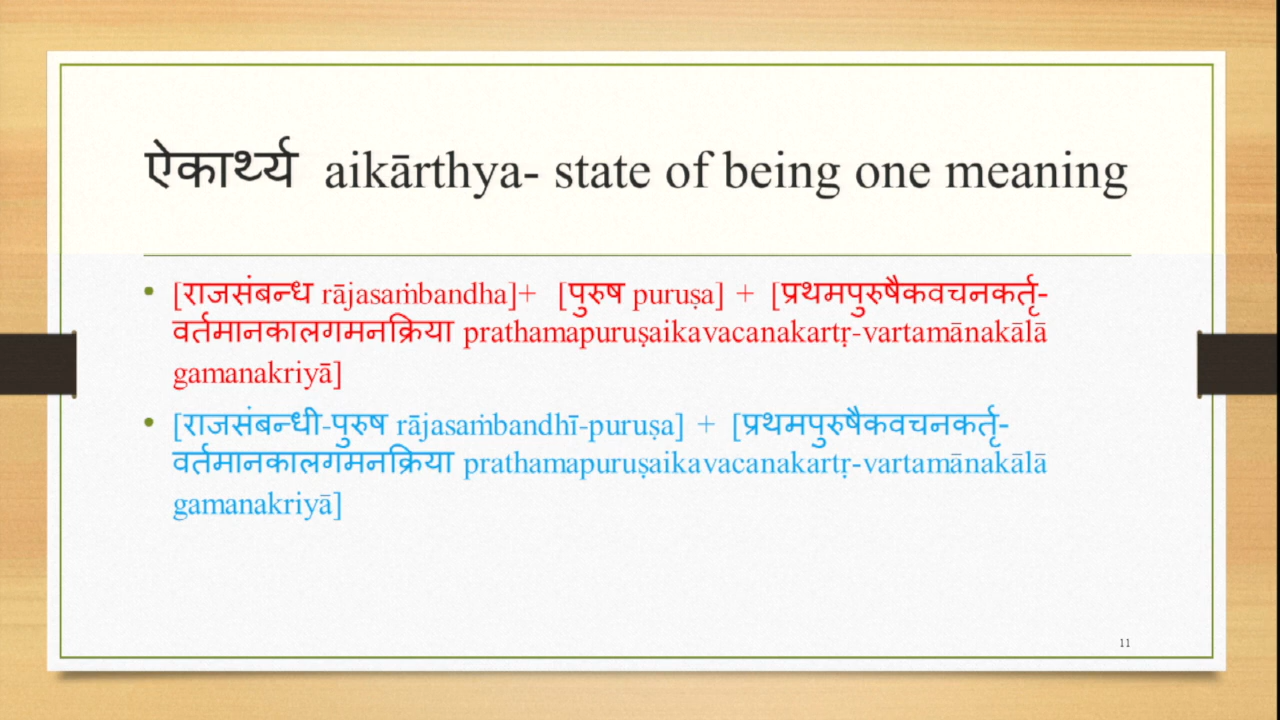 ऐकार्थ्य aikārthya- state of being one meaning
• [राजसंबन्ध rājasaṁbandha]+ [पुरुष puruṣa] + [प्रथमपुरुषैकवचनकर्तृ-
वर्तमानकालगमनक्रिया prathamapuruṣaikavacanakartṛ-vartamānakālā
gamanakriyā]
• [राजसंबन्धी-पुरुष rājasaṁbandhī-puruṣa] + [प्रथमपुरुषैकवचनकर्तृ-
वर्तमानकालगमनक्रिया prathamapuruṣaikavacanakartṛ-vartamānakālā
gamanakriyā]
11